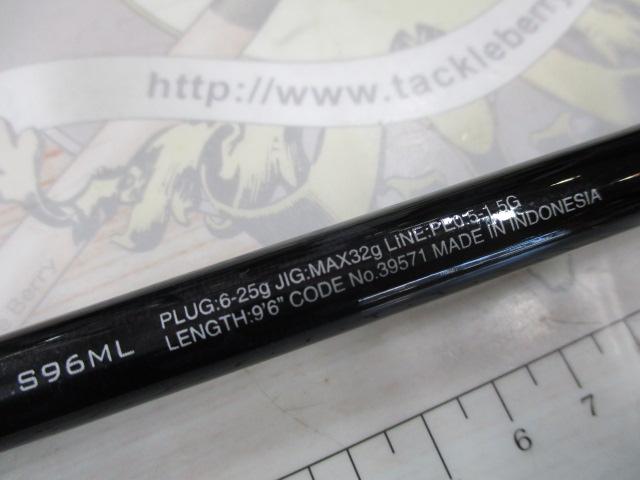 http://www.tackleberry
Berry
S96ML
PLUG:6-25g JIG:MAX32g LINE:PE0.5-1.5G
LENGTH:9'6" CODE No.39571 MADE IN INDONESIA
6 7